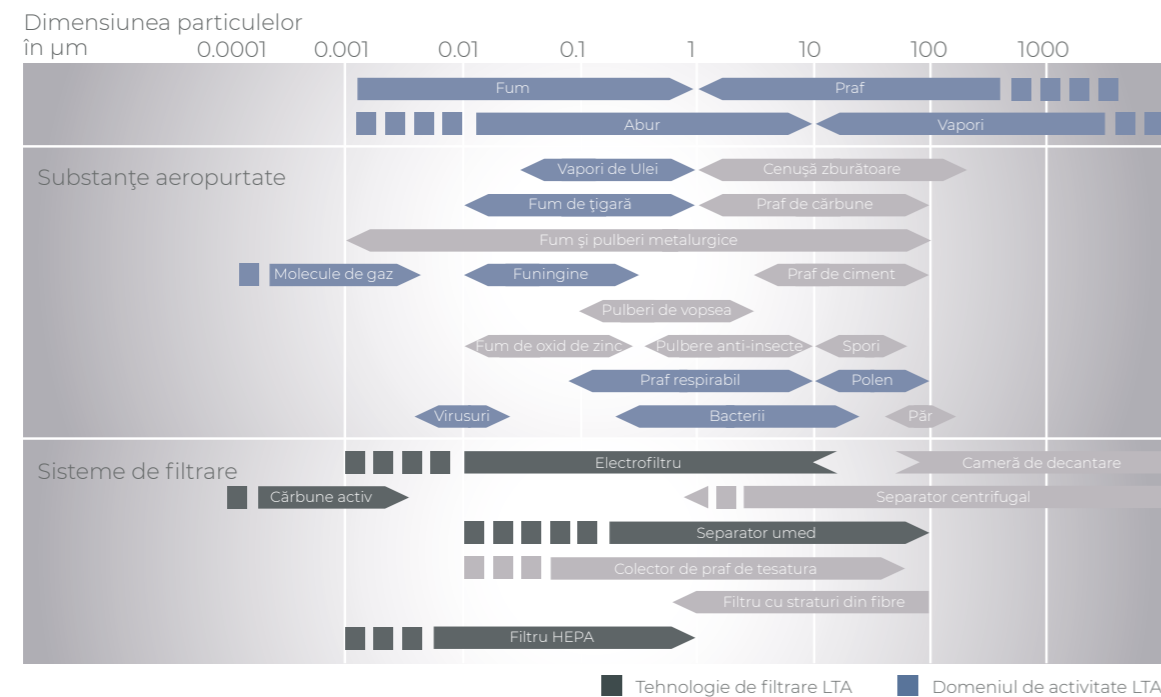 Dimensiunea particulelor
în µm 0.0001 0.001 0.01 0.1 1 10 100 1000
Fum Praf
Abur Vapori
Substanţe aeropurtate
Vapori de Ulei Cenuşă zburătoare
Fum de ţigară Praf de cărbune
Fum şi pulberi metalurgice
Molecule de gaz Funingine Praf de ciment
Pulberi de vopsea
Fum de oxid de zinc Pulbere anti-insecte Spori
Praf respirabil Polen
Virusuri Bacterii Păr
Sisteme de filtrare
Electrofiltru Cameră de decantare
Cărbune activ Separator centrifugal
Separator umed
Colector de praf de tesatura
Filtru cu straturi din fibre
Filtru HEPA
Tehnologie de filtrare LTA Domeniul de activitate LTA